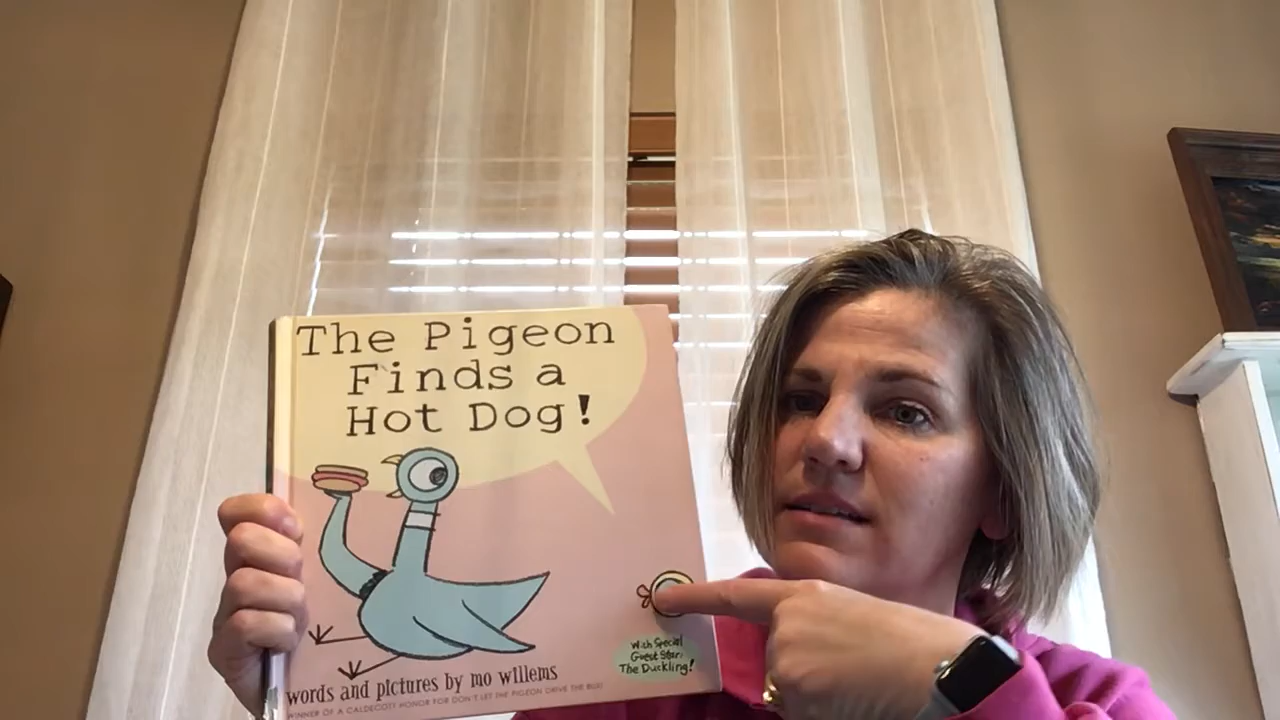 The Pigeon
Finds a
Hot Dog!
With Special
Guest Star:
The Duckling!
words and pictures by mo willems
WINNER OF A CALDECOTT HONOR FOR DON'T LET THE PIGEON DRIVE THE BUS!